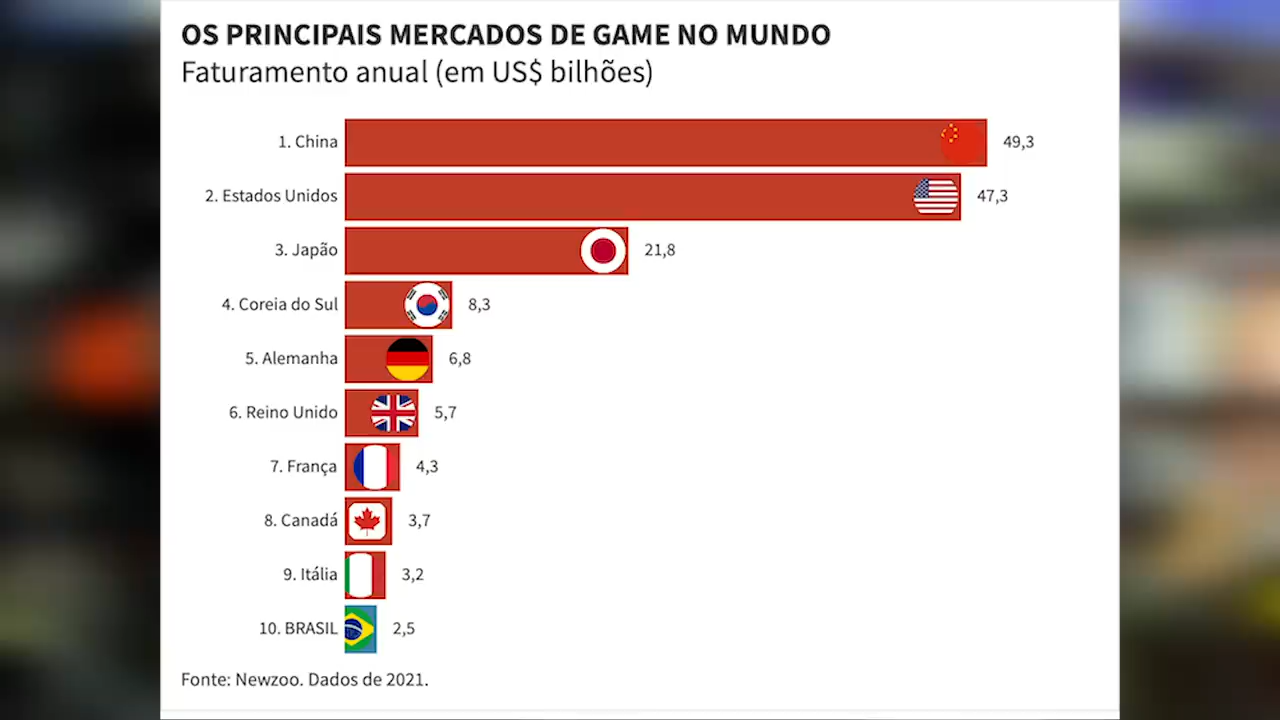 OS PRINCIPAIS MERCADOS DE GAME NO MUNDO
Faturamento anual (em US$ bilhões)
1. China 49,3
2. Estados Unidos 47,3
3. Japão 21,8
4. Coreia do Sul 8,3
5. Alemanha 6,8
6. Reino Unido 5,7
7. França 4,3
8. Canadá 3,7
9. Itália 3,2
10. BRASIL 2,5
Fonte: Newzoo. Dados de 2021.